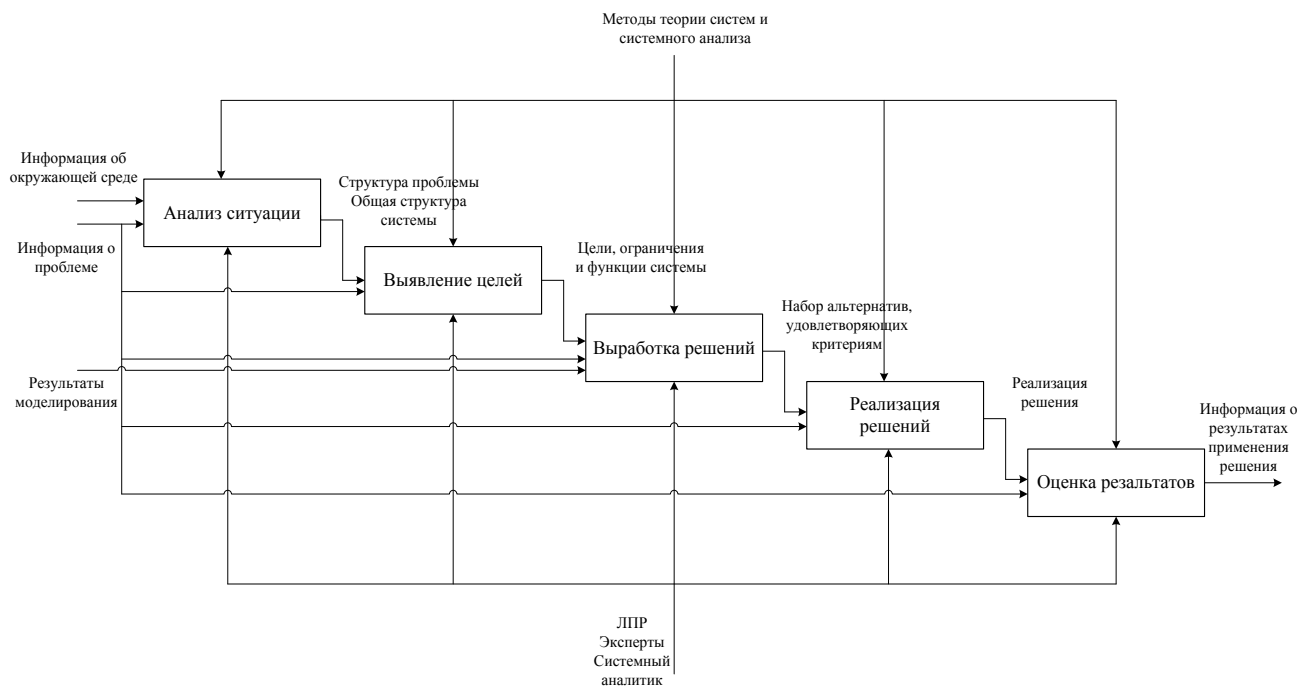 Методы теории систем и
системного анализа
Информация об
окружающей среде
Анализ ситуации
Структура проблемы
Общая структура
системы
Информация о
проблеме
Выявление целей
Цели, ограничения
и функции системы
Выработка решений
Набор альтернатив,
удовлетворяющих
критериям
Результаты
моделирования
Реализация
решений
Реализация
решения
Информация о
результатах
применения
решения
Оценка резальтатов
ЛПР
Эксперты
Системный
аналитик